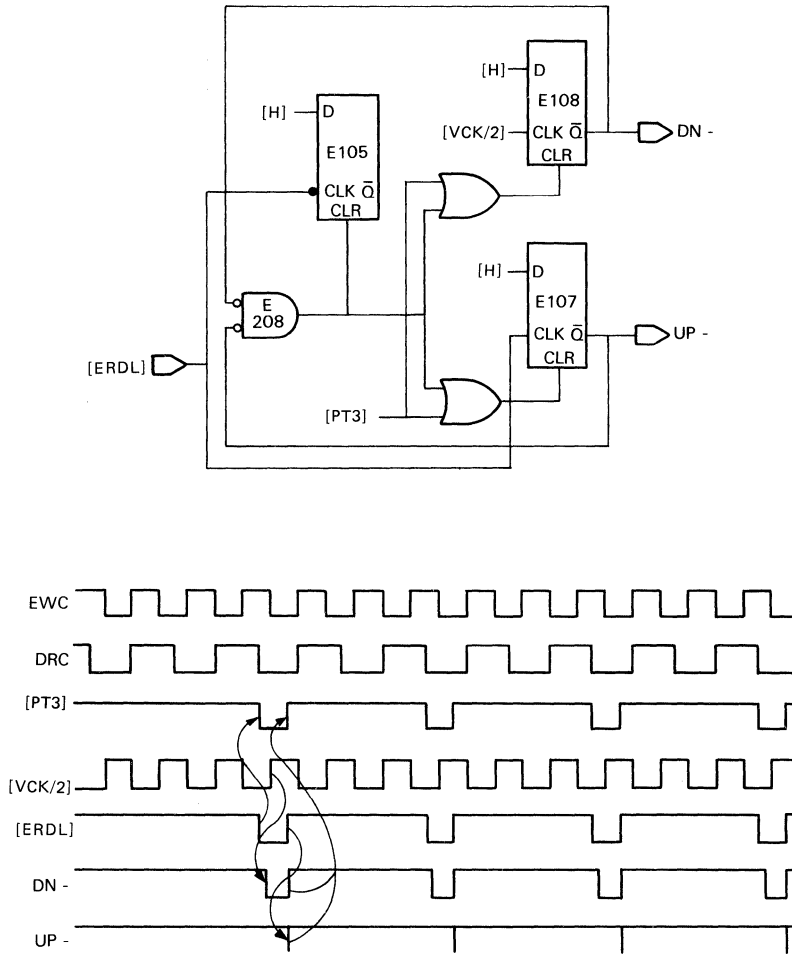 [H]
D
E108
[VCK/2]
CLK Q̅
CLR
DN -
[H]
D
E105
CLK Q̅
CLR
E
208
[H]
D
E107
CLK Q̅
CLR
UP -
[ERDL]
[PT3]
EWC
DRC
[PT3]
[VCK/2]
[ERDL]
DN -
UP -